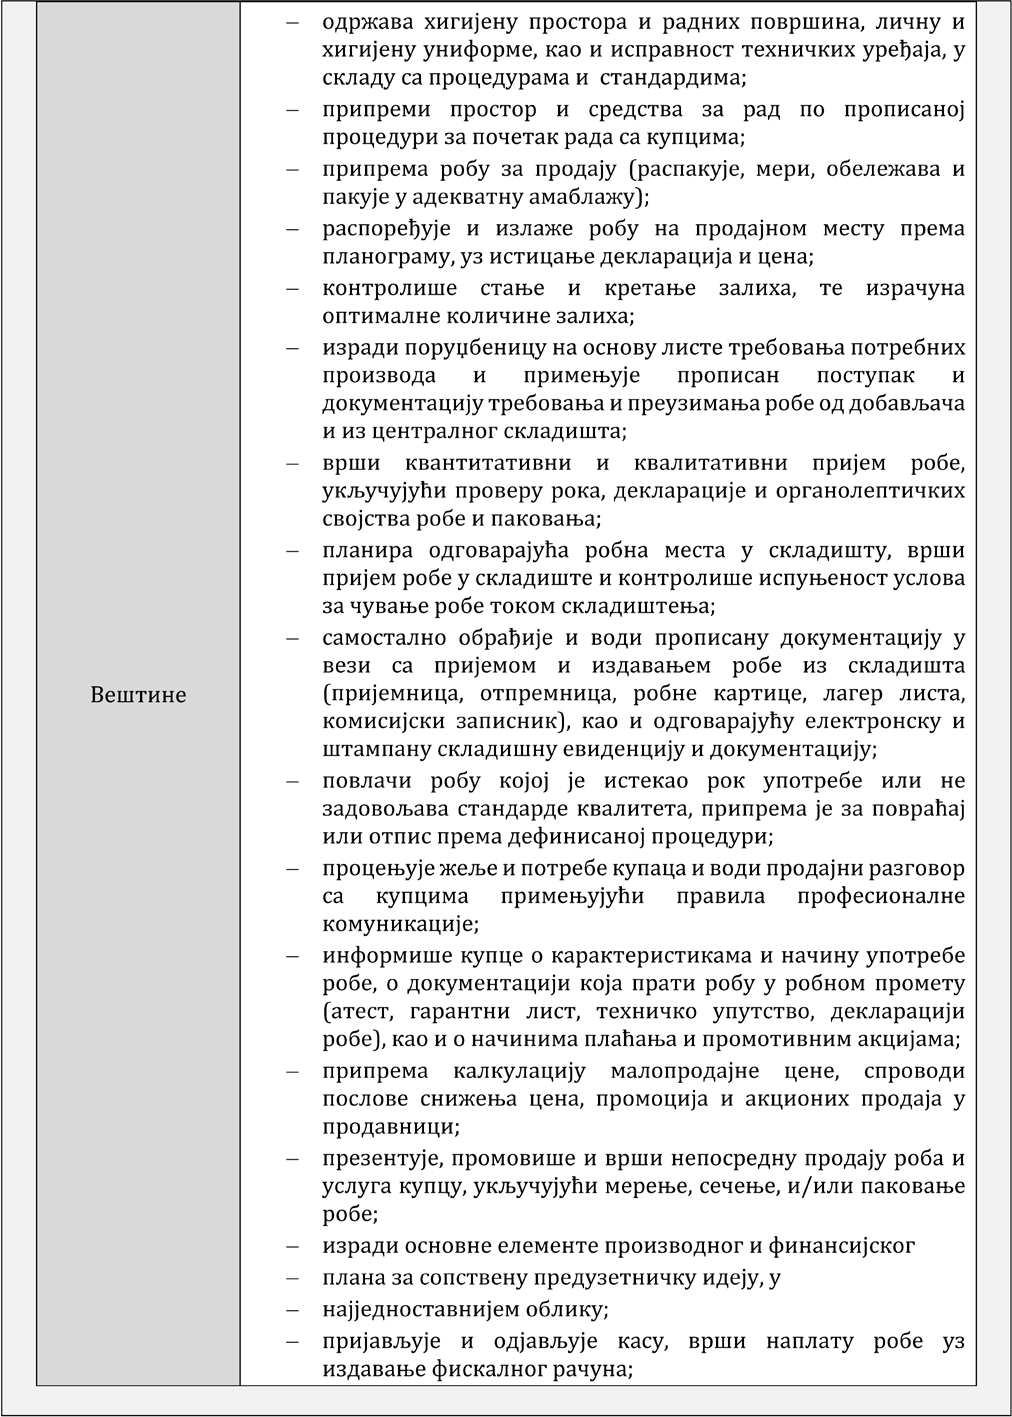 – одржава хигијену простора и радних површина, личну и
хигијену униформе, као и исправност техничких уређаја, у
складу са процедурама и стандардима;
– припреми простор и средства за рад по прописаној
процедури за почетак рада са купцима;
– припрема робу за продају (распакује, мери, обележава и
пакује у адекватну амаблажу);
– распоређује и излаже робу на продајном месту према
планограму, уз истицање декларација и цена;
– контролише стање и кретање залиха, те израчуна
оптималне количине залиха;
– изради поруџбеницу на основу листе требовања потребних
производа и примењује прописан поступак и
документацију требовања и преузимања робе од добављача
и из централног складишта;
– врши квантитативни и квалитативни пријем робе,
укључујући проверу рока, декларације и органолептичких
својства робе и паковања;
– планира одговарајућа робна места у складишту, врши
пријем робе у складиште и контролише испуњеност услова
за чување робе током складиштења;
– самостално обрађије и води прописану документацију у
вези са пријемом и издавањем робе из складишта
Вештине
(пријемница, отпремница, робне картице, лагер листа,
комисијски записник), као и одговарајућу електронску и
штампану складишну евиденцију и документацију;
– повлачи робу којој је истекао рок употребе или не
задовољава стандарде квалитета, припрема је за повраћај
или отпис према дефинисаној процедури;
– процењује жеље и потребе купаца и води продајни разговор
са купцима примењујући правила професионалне
комуникације;
– информише купце о карактеристикама и начину употребе
робе, о документацији која прати робу у робном промету
(атест, гарантни лист, техничко упутство, декларацији
робе), као и о начинима плаћања и промотивним акцијама;
– припрема калкулацију малопродајне цене, спроводи
послове снижења цена, промоција и акционих продаја у
продавници;
– презентује, промовише и врши непосредну продају роба и
услуга купцу, укључујући мерење, сечење, и/или паковање
робе;
– изради основне елементе производног и финансијског
– плана за сопствену предузетничку идеју, у
– најједноставнијем облику;
– пријављује и одјављује касу, врши наплату робе уз
издавање фискалног рачуна;